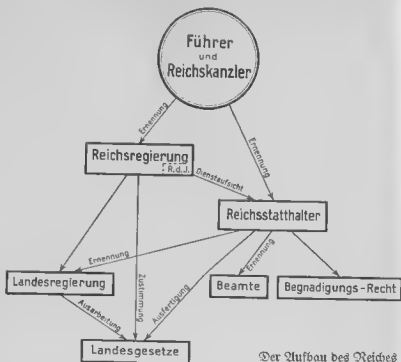 Führer
und
Reichskanzler
Ernennung
Ernennung
Reichsregierung
R.d.J.
Dienstaufsicht
Reichsstatthalter
Ernennung
Ernennung
Landesregierung
Zustimmung
Ausfertigung
Beamte
Begnadigungs-Recht
Ausarbeitung
Landesgesetze
Der Aufbau des Reiches